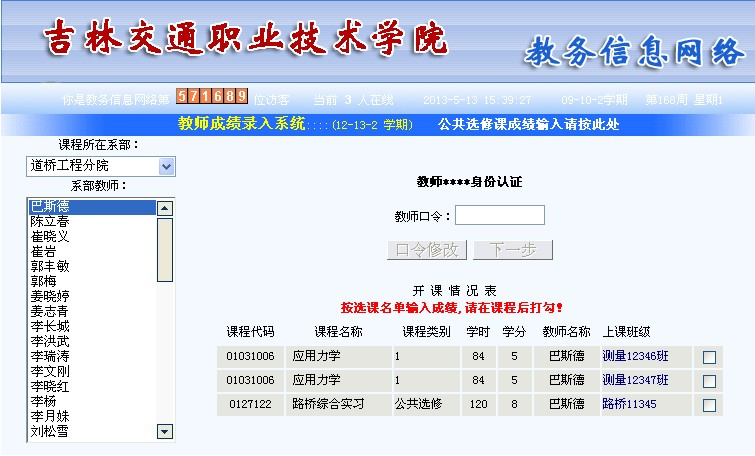 吉林交通职业技术学院
教务信息网络
你是教务信息网络第 571689 位访客 当前 3 人在线 2013-5-13 15:39:27 09-10-2学期 第168周 星期1
教师成绩录入系统::::(12-13-2 学期) 公共选修课成绩输入请按此处
课程所在系部：
道桥工程分院
系部教师：
巴斯德
陈立春
崔晓义
崔岩
郭丰敏
郭梅
姜晓婷
姜志青
李长城
李洪武
李瑞涛
李文刚
李晓红
李杨
李月姝
刘松雪
教师****身份认证
教师口令：
口令修改 下一步
开 课 情 况 表
按选课名单输入成绩,请在课程后打勾!
课程代码 课程名称 课程类别 学时 学分 教师名称 上课班级
01031006 应用力学 1 84 5 巴斯德 测量12346班
01031006 应用力学 1 84 5 巴斯德 测量12347班
0127122 路桥综合实习 公共选修 120 8 巴斯德 路桥11345